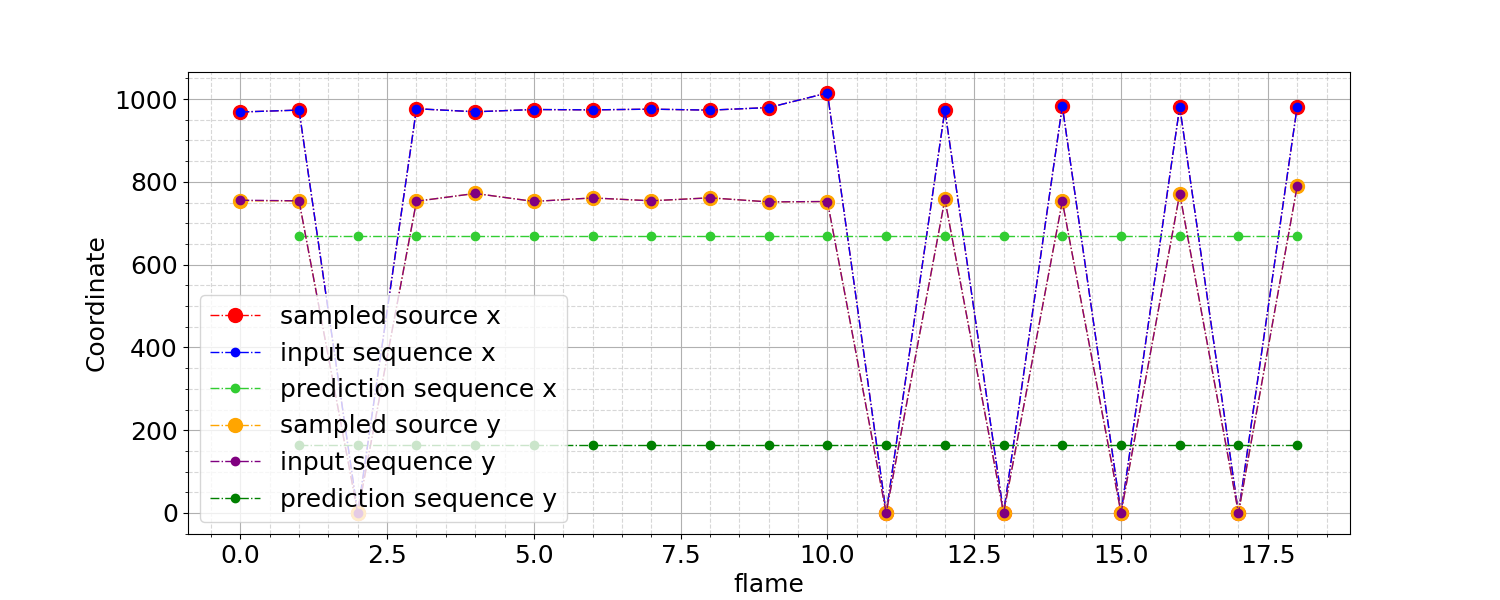 1000
800
600
400
200
0
Coordinate
sampled source x
input sequence x
prediction sequence x
sampled source y
input sequence y
prediction sequence y
0.0 2.5 5.0 7.5 10.0 12.5 15.0 17.5
flame